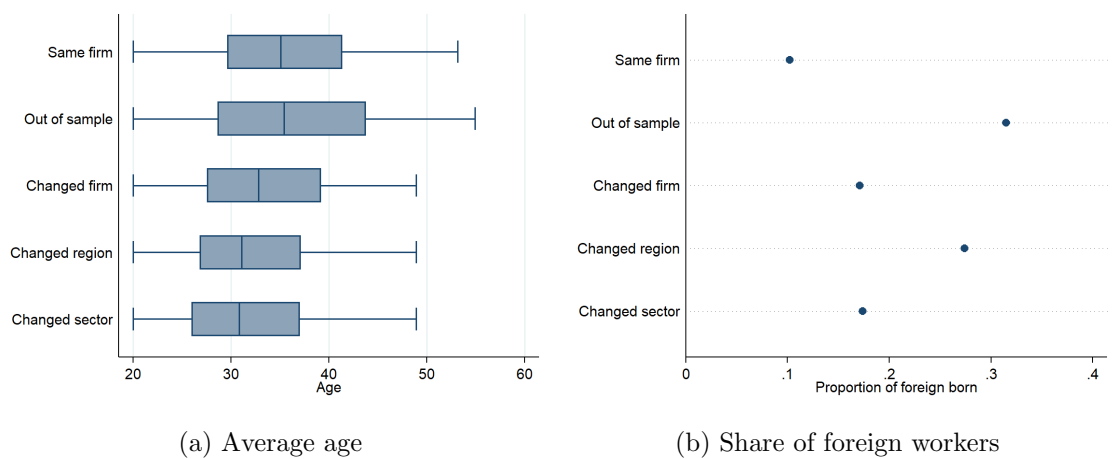 Same firm
Out of sample
Changed firm
Changed region
Changed sector
20 30 40 50 60
Age
(a) Average age
Same firm
Out of sample
Changed firm
Changed region
Changed sector
0 .1 .2 .3 .4
Proportion of foreign born
(b) Share of foreign workers